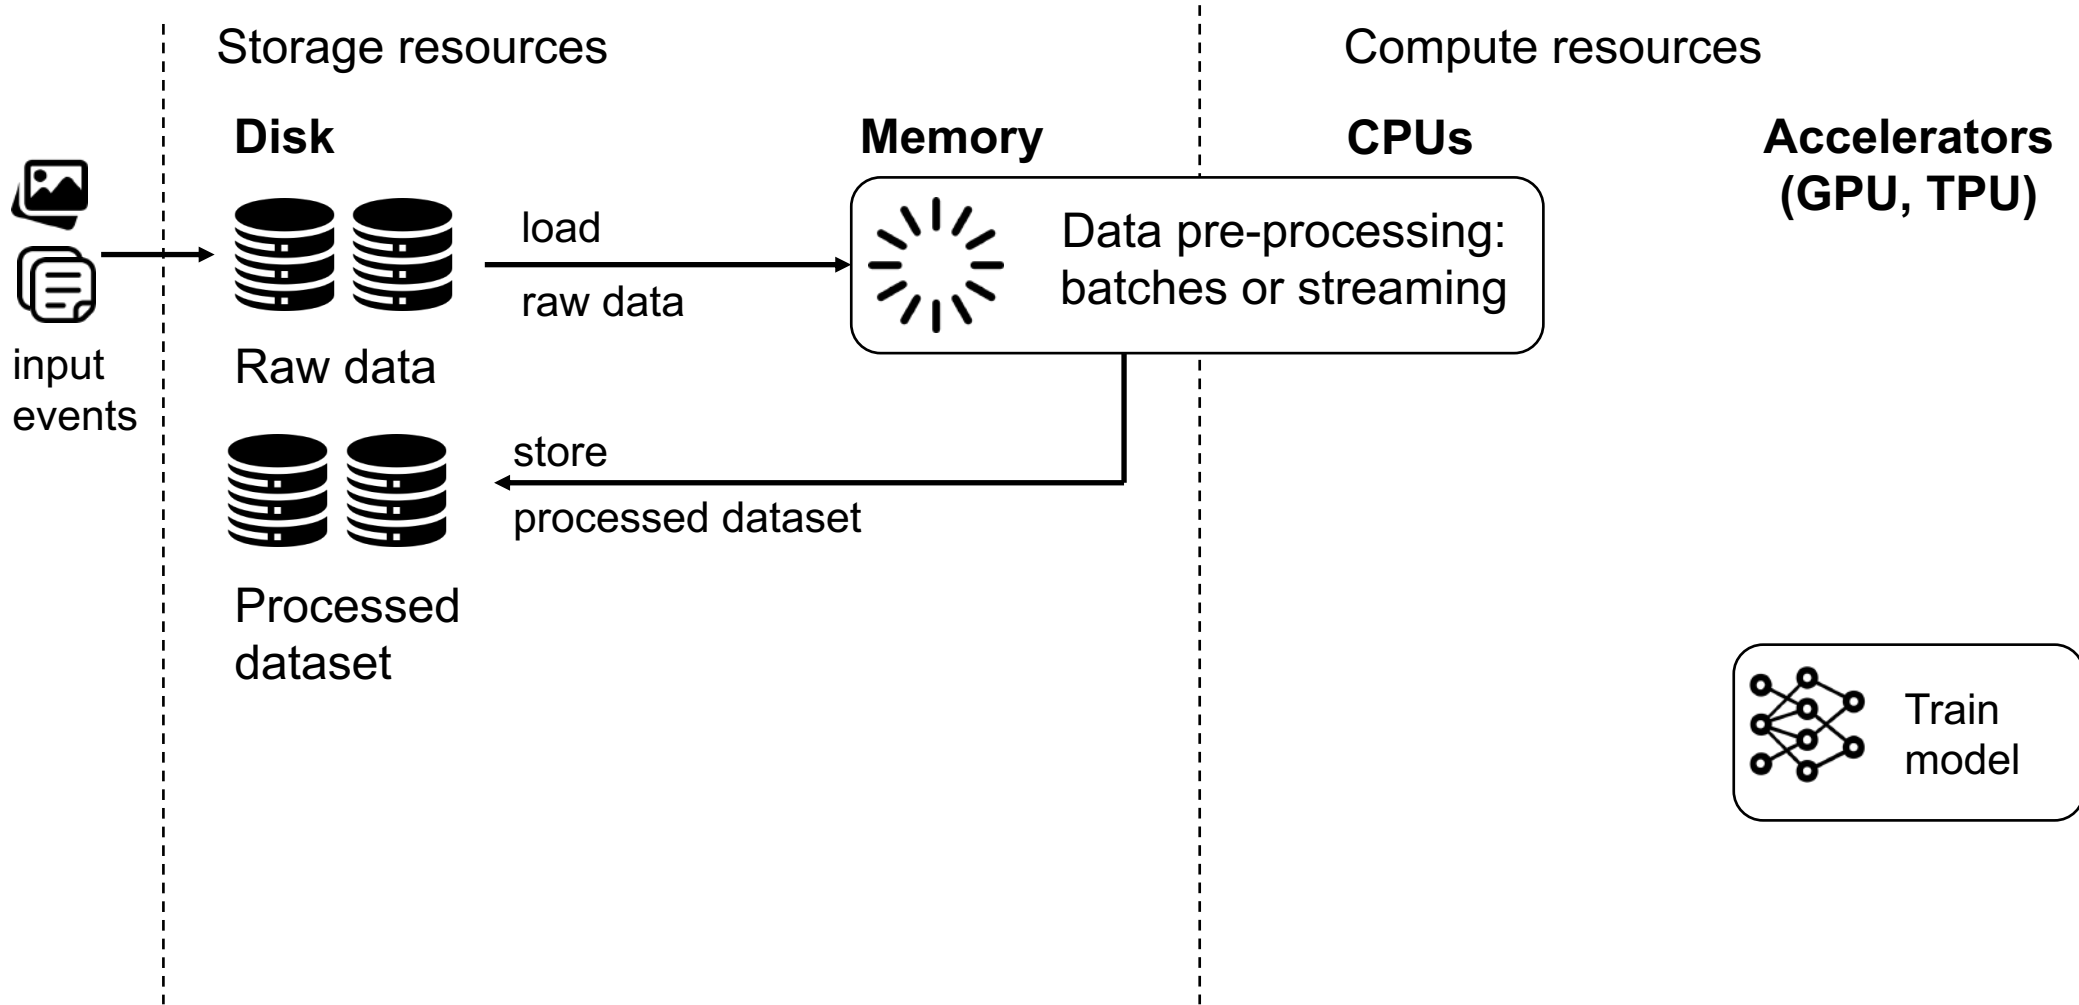 Storage resources
Compute resources
Disk
Memory
CPUs
Accelerators
(GPU, TPU)
input
events
Raw data
load
raw data
Data pre-processing:
batches or streaming
store
processed dataset
Processed
dataset
Train
model